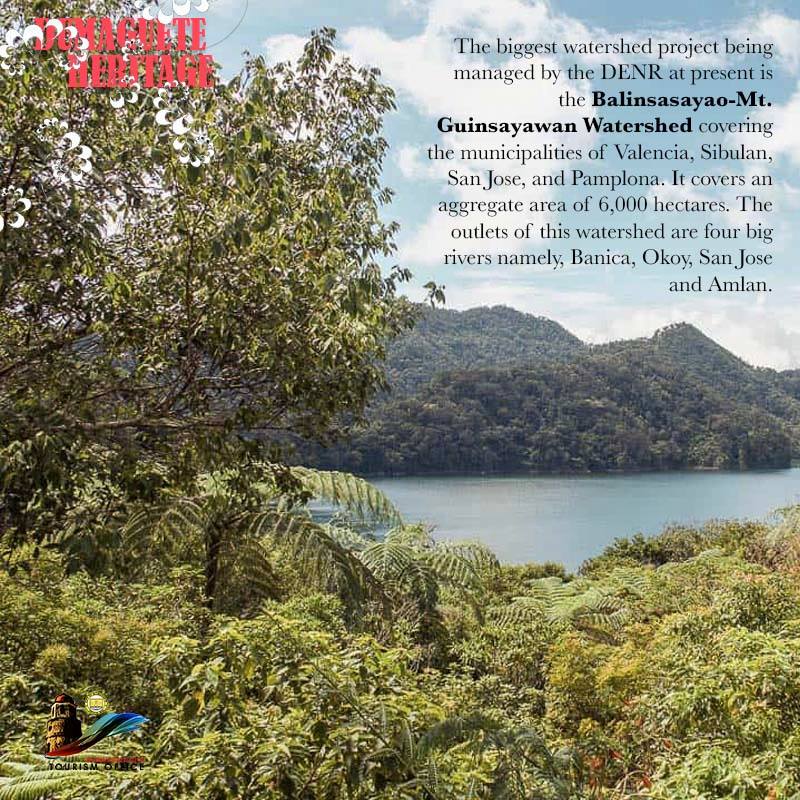 DUMAGUETE
HERITAGE
The biggest watershed project being
managed by the DENR at present is
the Balinsasayao-Mt.
Guinsayawan Watershed covering
the municipalities of Valencia, Sibulan,
San Jose, and Pamplona. It covers an
aggregate area of 6,000 hectares. The
outlets of this watershed are four big
rivers namely, Banica, Okoy, San Jose
and Amlan.
TOURISM OFFICE